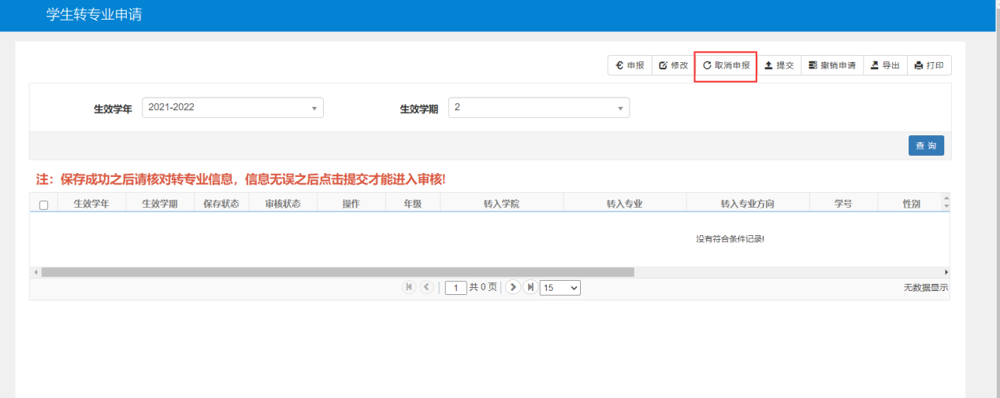 学生转专业申请
申报 修改 取消申报 提交 撤销申请 导出 打印
生效学年 2021-2022 生效学期 2
查 询
注：保存成功之后请核对转专业信息，信息无误之后点击提交才能进入审核!
生效学年 生效学期 保存状态 审核状态 操作 年级 转入学院 转入专业 转入专业方向 学号 性别
没有符合条件记录!
1 共 0 页 15 无数据显示